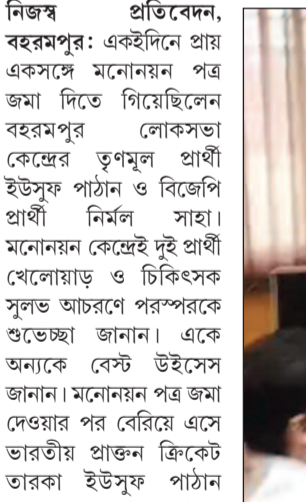 নিজস্ব প্রতিবেদন,
বহরমপুর: একইদিনে প্রায়
একসঙ্গে মনোনয়ন পত্র
জমা দিতে গিয়েছিলেন
বহরমপুর লোকসভা
কেন্দ্রের তৃণমূল প্রার্থী
ইউসুফ পাঠান ও বিজেপি
প্রার্থী নির্মল সাহা।
মনোনয়ন কেন্দ্রেই দুই প্রার্থী
খেলোয়াড় ও চিকিৎসক
সুলভ আচরণে পরস্পরকে
শুভেচ্ছা জানান। একে
অন্যকে বেস্ট উইসেস
জানান। মনোনয়ন পত্র জমা
দেওয়ার পর বেরিয়ে এসে
ভারতীয় প্রাক্তন ক্রিকেট
তারকা ইউসুফ পাঠান